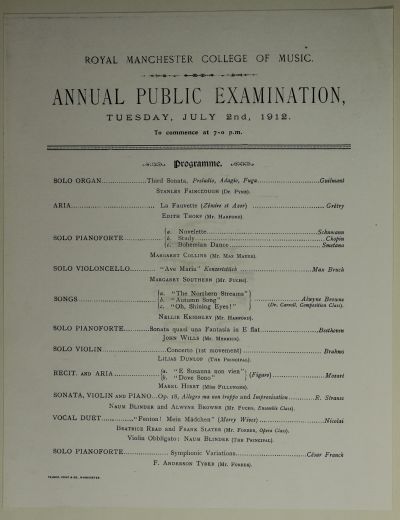 ROYAL MANCHESTER COLLEGE OF MUSIC.
ANNUAL PUBLIC EXAMINATION,
TUESDAY, JULY 2nd, 1912.
To commence at 7-0 p.m.
Programme.
SOLO ORGAN Third Sonata, Preludio, Adagio, Fuga Guilmant
STANLEY FAIRCLOUGH (Dr. PYNE).
ARIA La Fauvette (Zémire et Azor) Grétry
EDITH THORP (Mr. HARFORD).
SOLO PIANOFORTE
a. Novelette Schumann
b. Study Chopin
c. Bohemian Dance Smetana
MARGARET COLLINS (Mr. MAX MAYER).
SOLO VIOLONCELLO "Ave Maria" Konzertstück Max Bruch
MARGARET SOUTHERN (Mr. FUCHS).
SONGS
a. "The Northern Streams"
b. "Autumn Song" Alwyne Browne
c. "Oh, Shining Eyes!" (Dr. Carroll, Composition Class).
NELLIE KEIGHLEY (Mr. HARFORD).
SOLO PIANOFORTE Sonata quasi una Fantasia in E flat Beethoven
JOHN WILLS (Mr. MERRICK).
SOLO VIOLIN Concerto (1st movement) Brahms
LILIAS DUNLOP (THE PRINCIPAL).
RECIT. AND ARIA
a. "E Susanna non vien"
b. "Dove Sono" (Figaro) Mozart
MABEL HIRST (Miss FILLUNGER).
SONATA, VIOLIN AND PIANO Op. 18, Allegro ma non troppo and Improvisation R. Strauss
NAUM BLINDER and ALWYNE BROWNE (Mr. FUCHS, Ensemble Class).
VOCAL DUET "Fenton! Mein Mädchen" (Merry Wives) Nicolai
BEATRICE READ and FRANK SLATER (Mr. FORBES, Opera Class).
Violin Obbligato: NAUM BLINDER (THE PRINCIPAL).
SOLO PIANOFORTE Symphonic Variations César Franck
F. ANDERSON TYRER (Mr. FORBES).